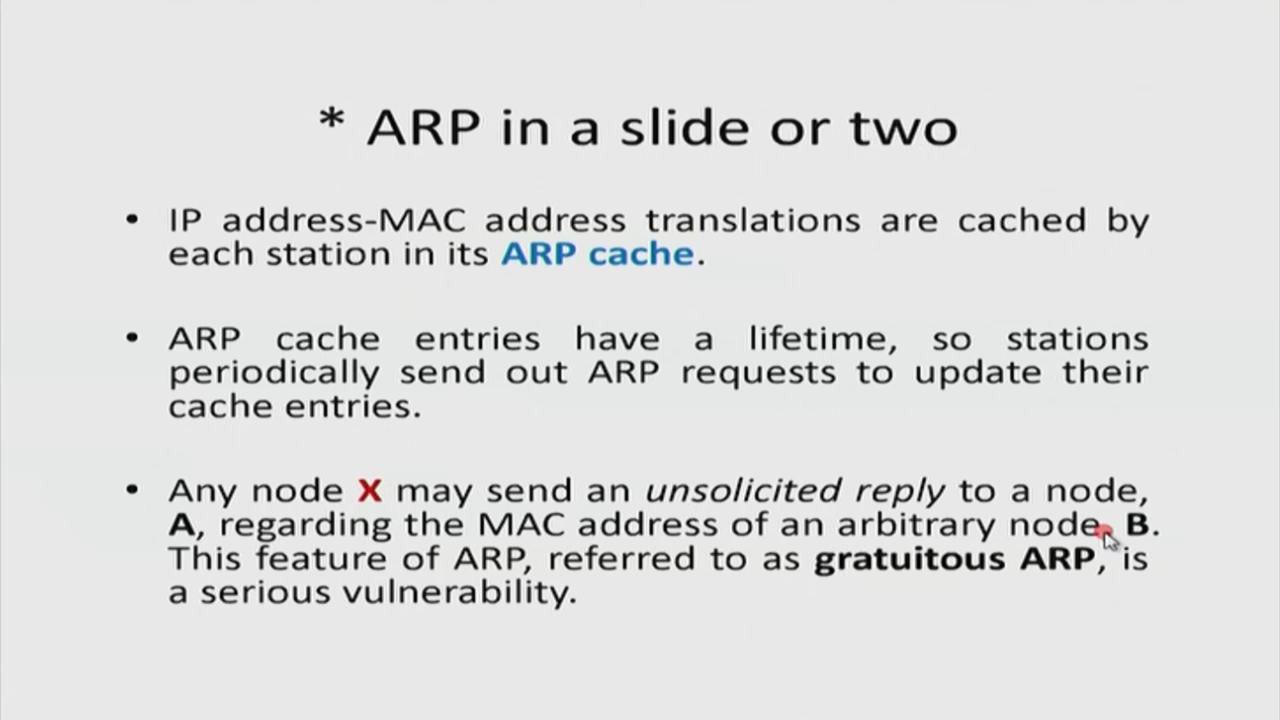 * ARP in a slide or two
• IP address-MAC address translations are cached by
each station in its ARP cache.
• ARP cache entries have a lifetime, so stations
periodically send out ARP requests to update their
cache entries.
• Any node X may send an unsolicited reply to a node,
A, regarding the MAC address of an arbitrary node, B.
This feature of ARP, referred to as gratuitous ARP, is
a serious vulnerability.